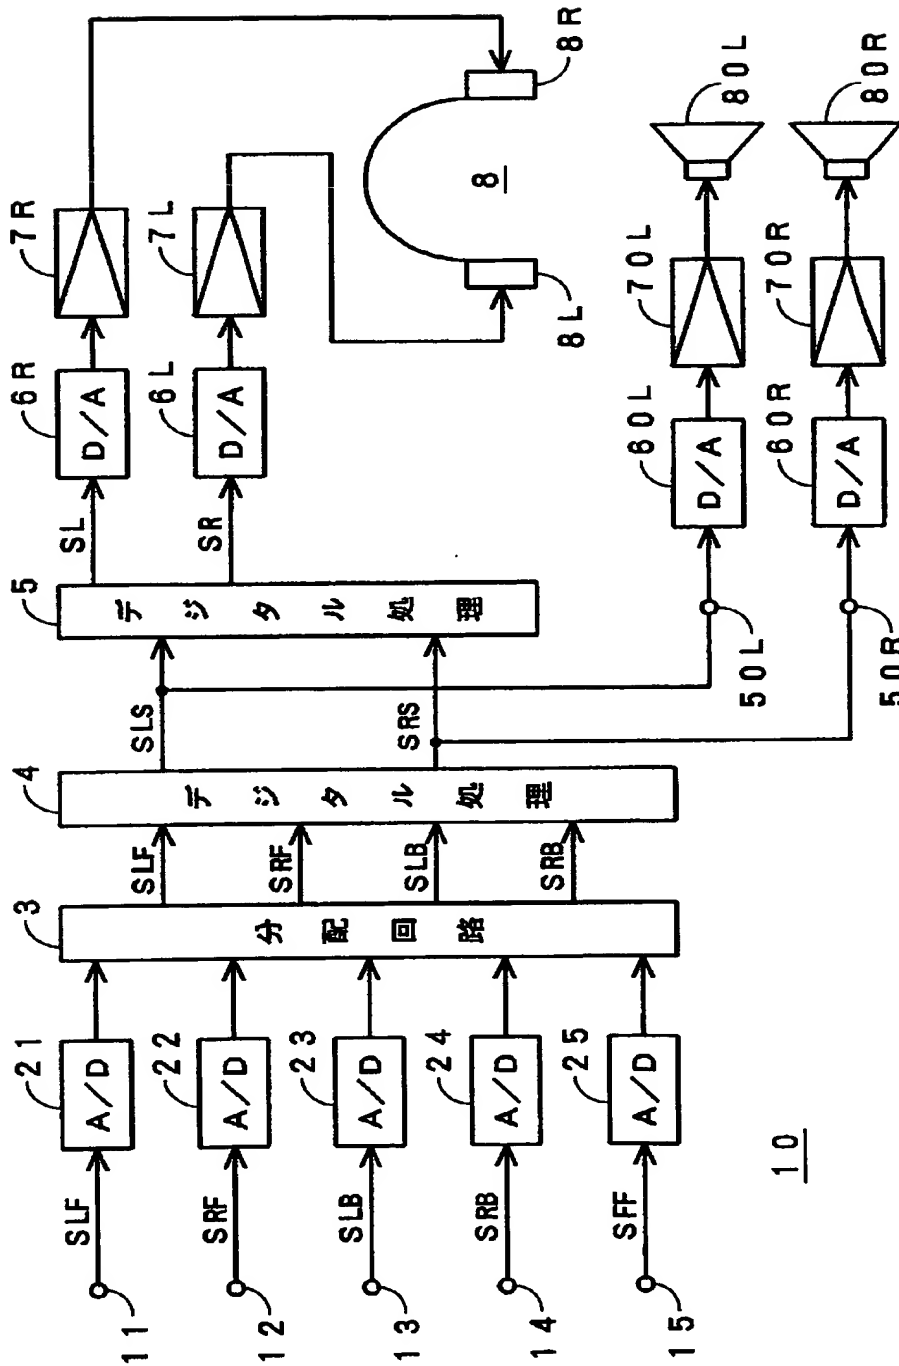 11
SLF
21
A/D
12
SRF
22
A/D
13
SLB
23
A/D
14
SRB
24
A/D
15
SFF
25
A/D
3
分配回路
SLF
SRF
SLB
SRB
4
デジタル処理
SLS
SRS
5
デジタル処理
SL
6R
D/A
7R
SR
6L
D/A
7L
8L
8
8R
50L
60L
D/A
70L
80L
50R
60R
D/A
70R
80R
10